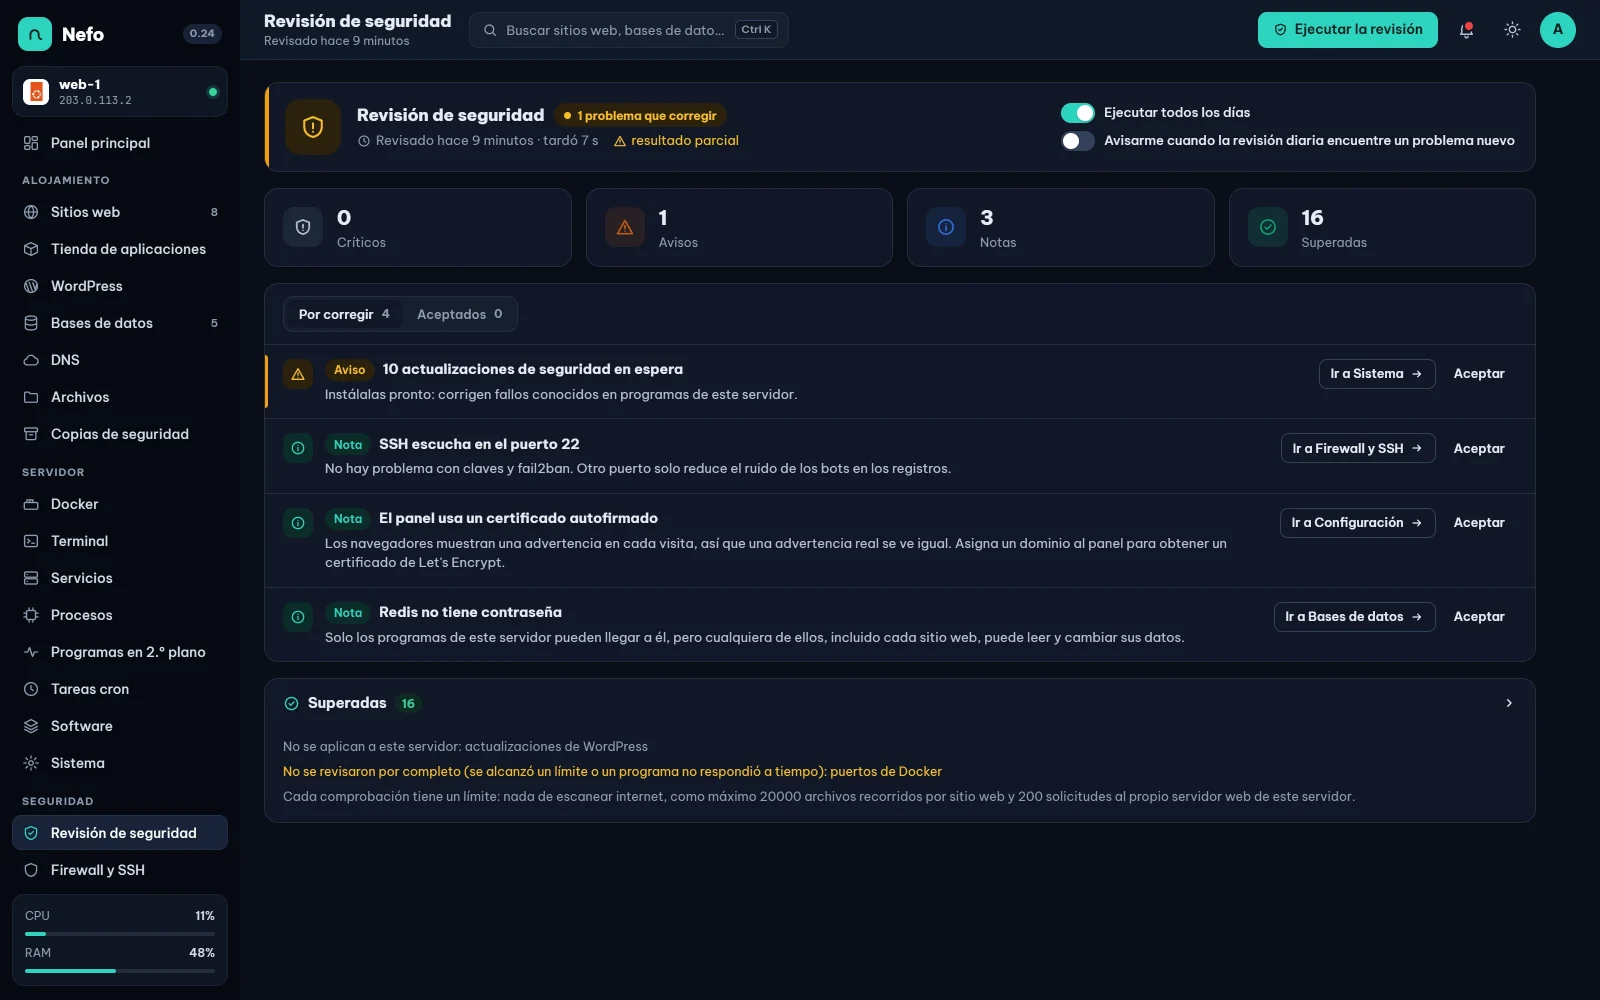 Nefo
0.24
web-1
203.0.113.2
Panel principal
ALOJAMIENTO
Sitios web 8
Tienda de aplicaciones
WordPress
Bases de datos 5
DNS
Archivos
Copias de seguridad
SERVIDOR
Docker
Terminal
Servicios
Procesos
Programas en 2.º plano
Tareas cron
Software
Sistema
SEGURIDAD
Revisión de seguridad
Firewall y SSH
CPU 11%
RAM 48%
Revisión de seguridad
Revisado hace 9 minutos
Buscar sitios web, bases de dato... Ctrl K
Ejecutar la revisión
A
Revisión de seguridad 1 problema que corregir
Revisado hace 9 minutos · tardó 7 s resultado parcial
Ejecutar todos los días
Avisarme cuando la revisión diaria encuentre un problema nuevo
0
Críticos
1
Avisos
3
Notas
16
Superadas
Por corregir 4 Aceptados 0
Aviso 10 actualizaciones de seguridad en espera
Instálalas pronto: corrigen fallos conocidos en programas de este servidor.
Ir a Sistema → Aceptar
Nota SSH escucha en el puerto 22
No hay problema con claves y fail2ban. Otro puerto solo reduce el ruido de los bots en los registros.
Ir a Firewall y SSH → Aceptar
Nota El panel usa un certificado autofirmado
Los navegadores muestran una advertencia en cada visita, así que una advertencia real se ve igual. Asigna un dominio al panel para obtener un
certificado de Let's Encrypt.
Ir a Configuración → Aceptar
Nota Redis no tiene contraseña
Solo los programas de este servidor pueden llegar a él, pero cualquiera de ellos, incluido cada sitio web, puede leer y cambiar sus datos.
Ir a Bases de datos → Aceptar
Superadas 16
No se aplican a este servidor: actualizaciones de WordPress
No se revisaron por completo (se alcanzó un límite o un programa no respondió a tiempo): puertos de Docker
Cada comprobación tiene un límite: nada de escanear internet, como máximo 20000 archivos recorridos por sitio web y 200 solicitudes al propio servidor web de este servidor.